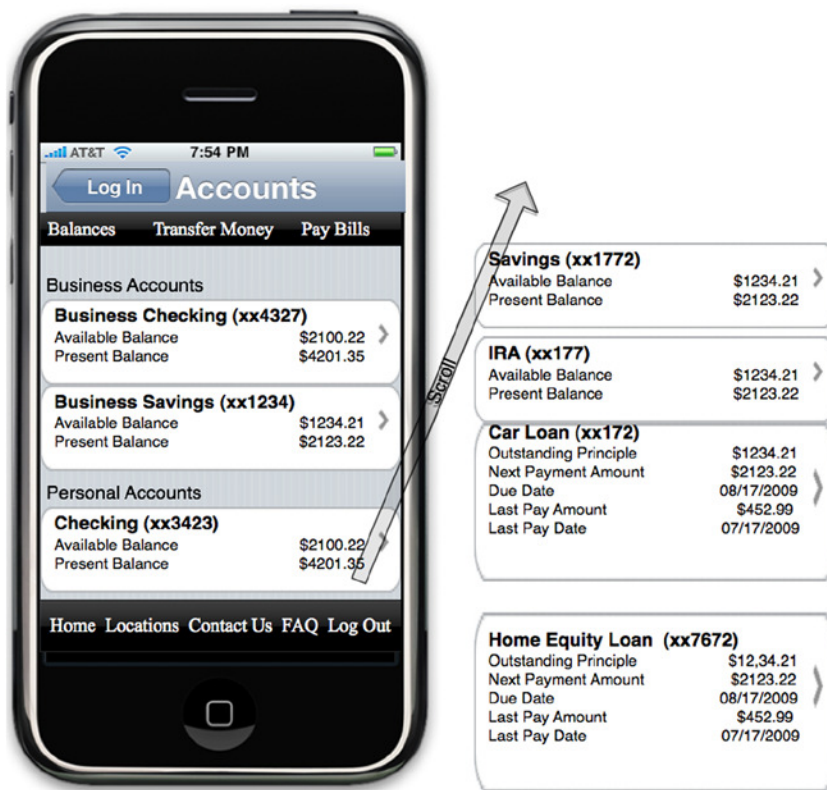 AT&T 7:54 PM
Log In Accounts
Balances Transfer Money Pay Bills
Business Accounts
Business Checking (xx4327)
Available Balance $2100.22
Present Balance $4201.35
Business Savings (xx1234)
Available Balance $1234.21
Present Balance $2123.22
Personal Accounts
Checking (xx3423)
Available Balance $2100.22
Present Balance $4201.35
Home Locations Contact Us FAQ Log Out
Scroll
Savings (xx1772)
Available Balance $1234.21
Present Balance $2123.22
IRA (xx177)
Available Balance $1234.21
Present Balance $2123.22
Car Loan (xx172)
Outstanding Principle $1234.21
Next Payment Amount $2123.22
Due Date 08/17/2009
Last Pay Amount $452.99
Last Pay Date 07/17/2009
Home Equity Loan (xx7672)
Outstanding Principle $12,34.21
Next Payment Amount $2123.22
Due Date 08/17/2009
Last Pay Amount $452.99
Last Pay Date 07/17/2009